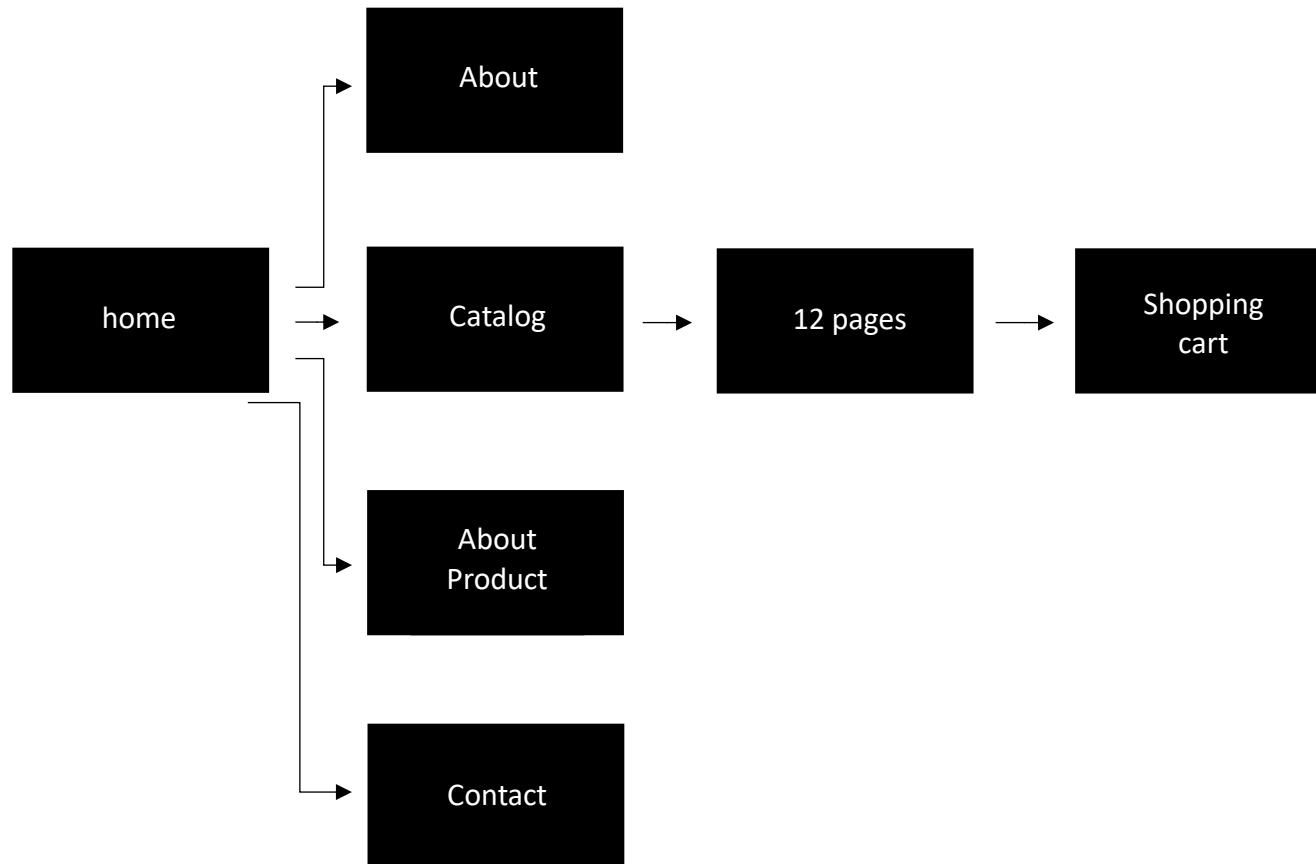 About
home
Catalog
12 pages
Shopping
cart
About
Product
Contact